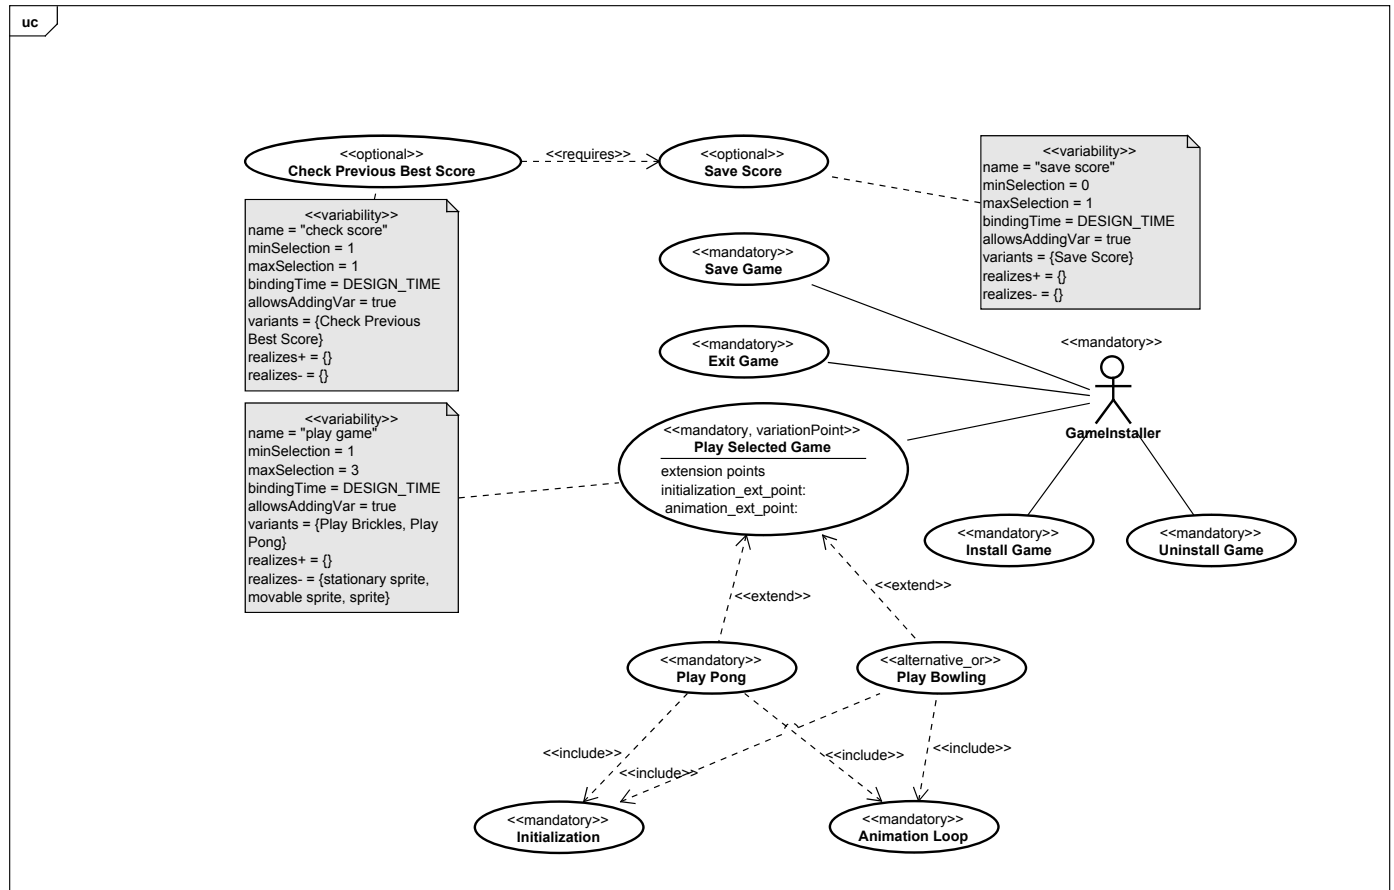 uc
<<optional>>
Check Previous Best Score
<<requires>>
<<optional>>
Save Score
<<variability>>
name = "save score"
minSelection = 0
maxSelection = 1
bindingTime = DESIGN_TIME
allowsAddingVar = true
variants = {Save Score}
realizes+ = {}
realizes- = {}
<<variability>>
name = "check score"
minSelection = 1
maxSelection = 1
bindingTime = DESIGN_TIME
allowsAddingVar = true
variants = {Check Previous
Best Score}
realizes+ = {}
realizes- = {}
<<mandatory>>
Save Game
<<mandatory>>
Exit Game
<<mandatory>>
GameInstaller
<<variability>>
name = "play game"
minSelection = 1
maxSelection = 3
bindingTime = DESIGN_TIME
allowsAddingVar = true
variants = {Play Brickles, Play
Pong}
realizes+ = {}
realizes- = {stationary sprite,
movable sprite, sprite}
<<mandatory, variationPoint>>
Play Selected Game
extension points
initialization_ext_point:
animation_ext_point:
<<mandatory>>
Install Game
<<mandatory>>
Uninstall Game
<<extend>>
<<extend>>
<<mandatory>>
Play Pong
<<alternative_or>>
Play Bowling
<<include>>
<<include>>
<<include>>
<<include>>
<<mandatory>>
Initialization
<<mandatory>>
Animation Loop